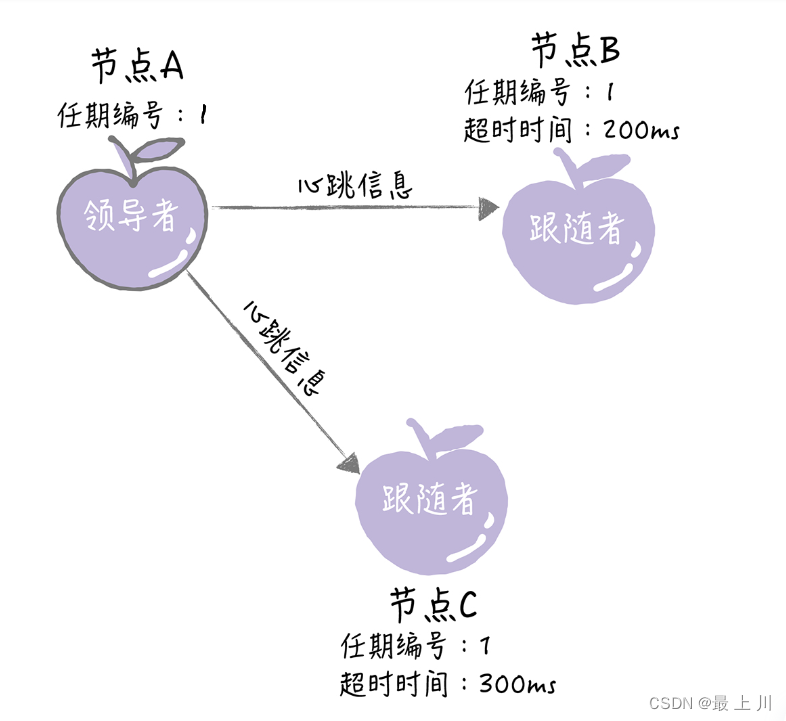 节点A
任期编号：1
领导者
心跳信息
节点B
任期编号：1
超时时间：200ms
跟随者
心跳信息
跟随者
节点C
任期编号：1
超时时间：300ms
CSDN @最 上 川